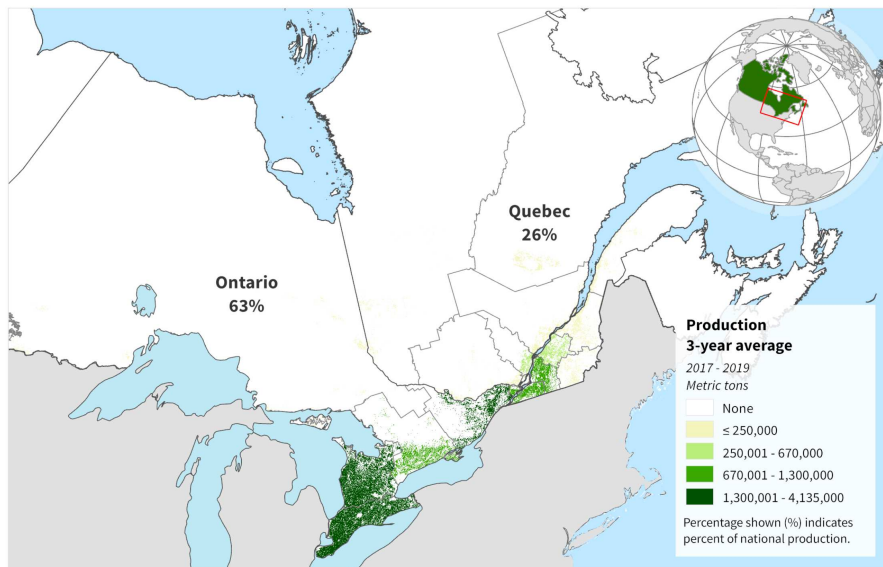 Quebec
26%
Ontario
63%
Production
3-year average
2017 - 2019
Metric tons
None
≤ 250,000
250,001 - 670,000
670,001 - 1,300,000
1,300,001 - 4,135,000
Percentage shown (%) indicates
percent of national production.